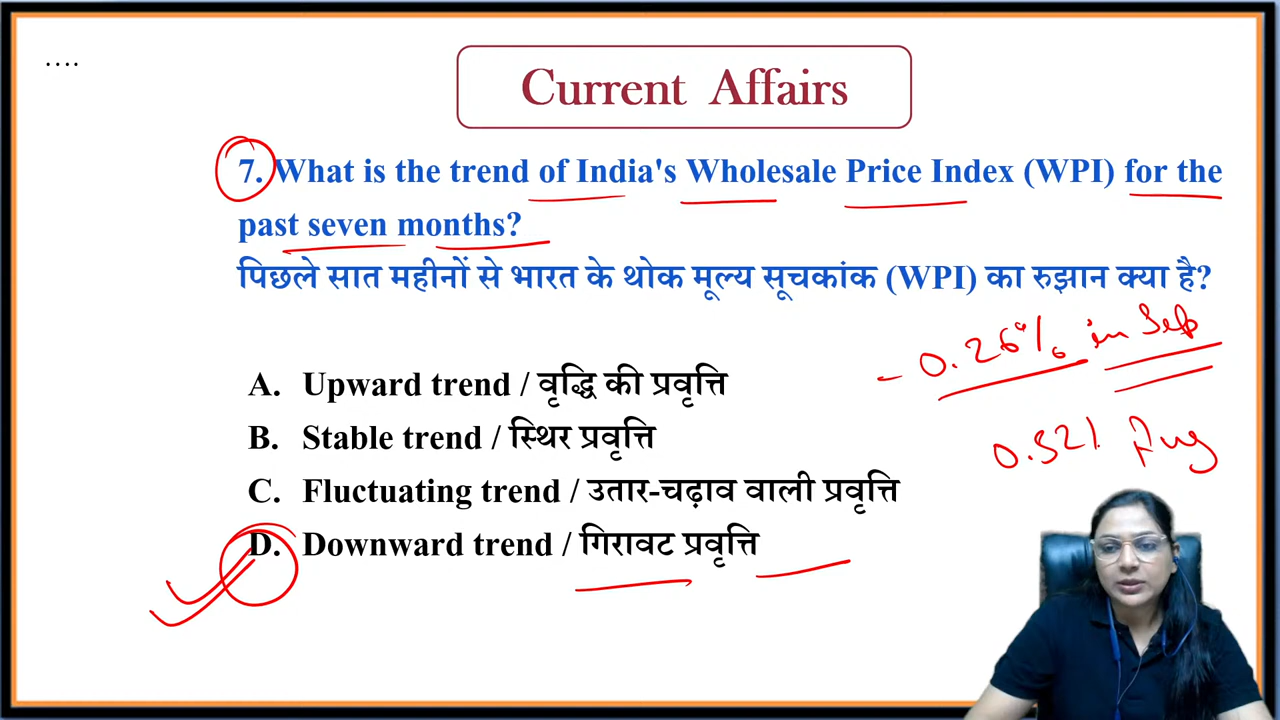 ....
Current Affairs
7. What is the trend of India's Wholesale Price Index (WPI) for the
past seven months?
पिछले सात महीनों से भारत के थोक मूल्य सूचकांक (WPI) का रुझान क्या है?
- 0.26% in Sep
A. Upward trend / वृद्धि की प्रवृत्ति
B. Stable trend / स्थिर प्रवृत्ति
0.52% Aug
C. Fluctuating trend / उतार-चढ़ाव वाली प्रवृत्ति
D. Downward trend / गिरावट प्रवृत्ति